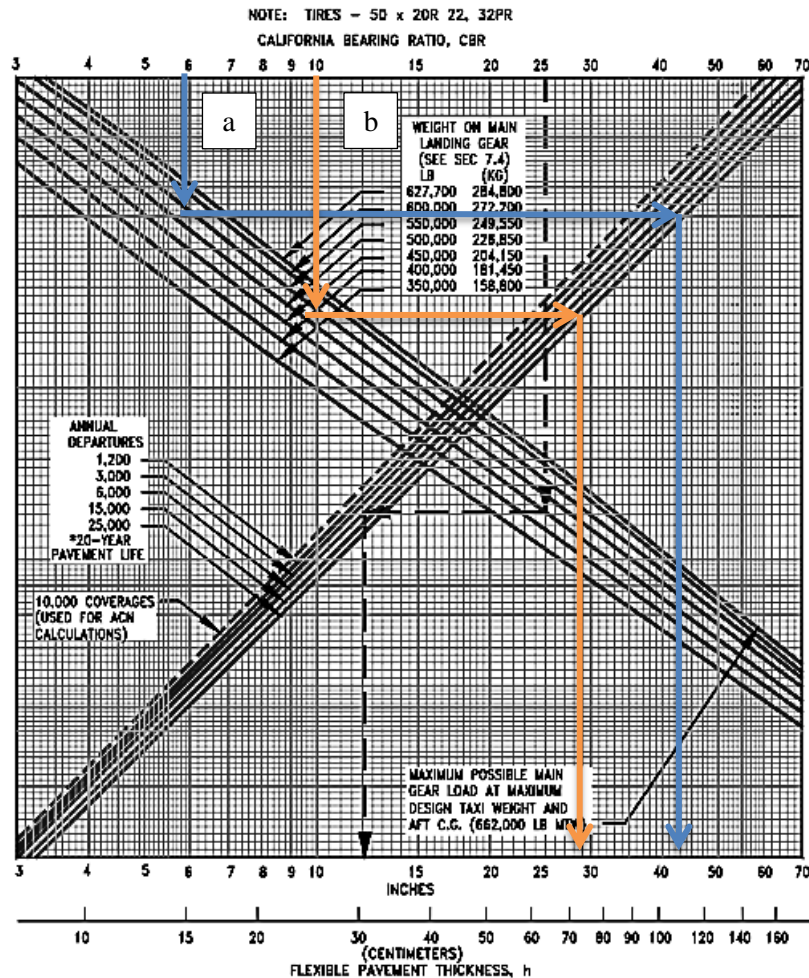 NOTE: TIRES - 50 x 20R 22, 32PR
CALIFORNIA BEARING RATIO, CBR
3 4 5 6 7 8 9 10 15 20 25 30 40 50 60 70
a
b
WEIGHT ON MAIN
LANDING GEAR
(SEE SEC 7.4)
LB (KG)
627,700 284,800
600,000 272,200
550,000 249,550
500,000 226,850
450,000 204,150
400,000 181,450
350,000 158,800
ANNUAL
DEPARTURES
1,200
3,000
6,000
15,000
25,000
*20-YEAR
PAVEMENT LIFE
10,000 COVERAGES
(USED FOR ACN
CALCULATIONS)
MAXIMUM POSSIBLE MAIN
GEAR LOAD AT MAXIMUM
DESIGN TAXI WEIGHT AND
AFT C.G. (662,000 LB
3 4 5 6 7 8 9 10 15 20 25 30 40 50 60 70
INCHES
10 15 20 30 40 50 60 70 80 90 100 120 140 160
(CENTIMETERS)
FLEXIBLE PAVEMENT THICKNESS, h